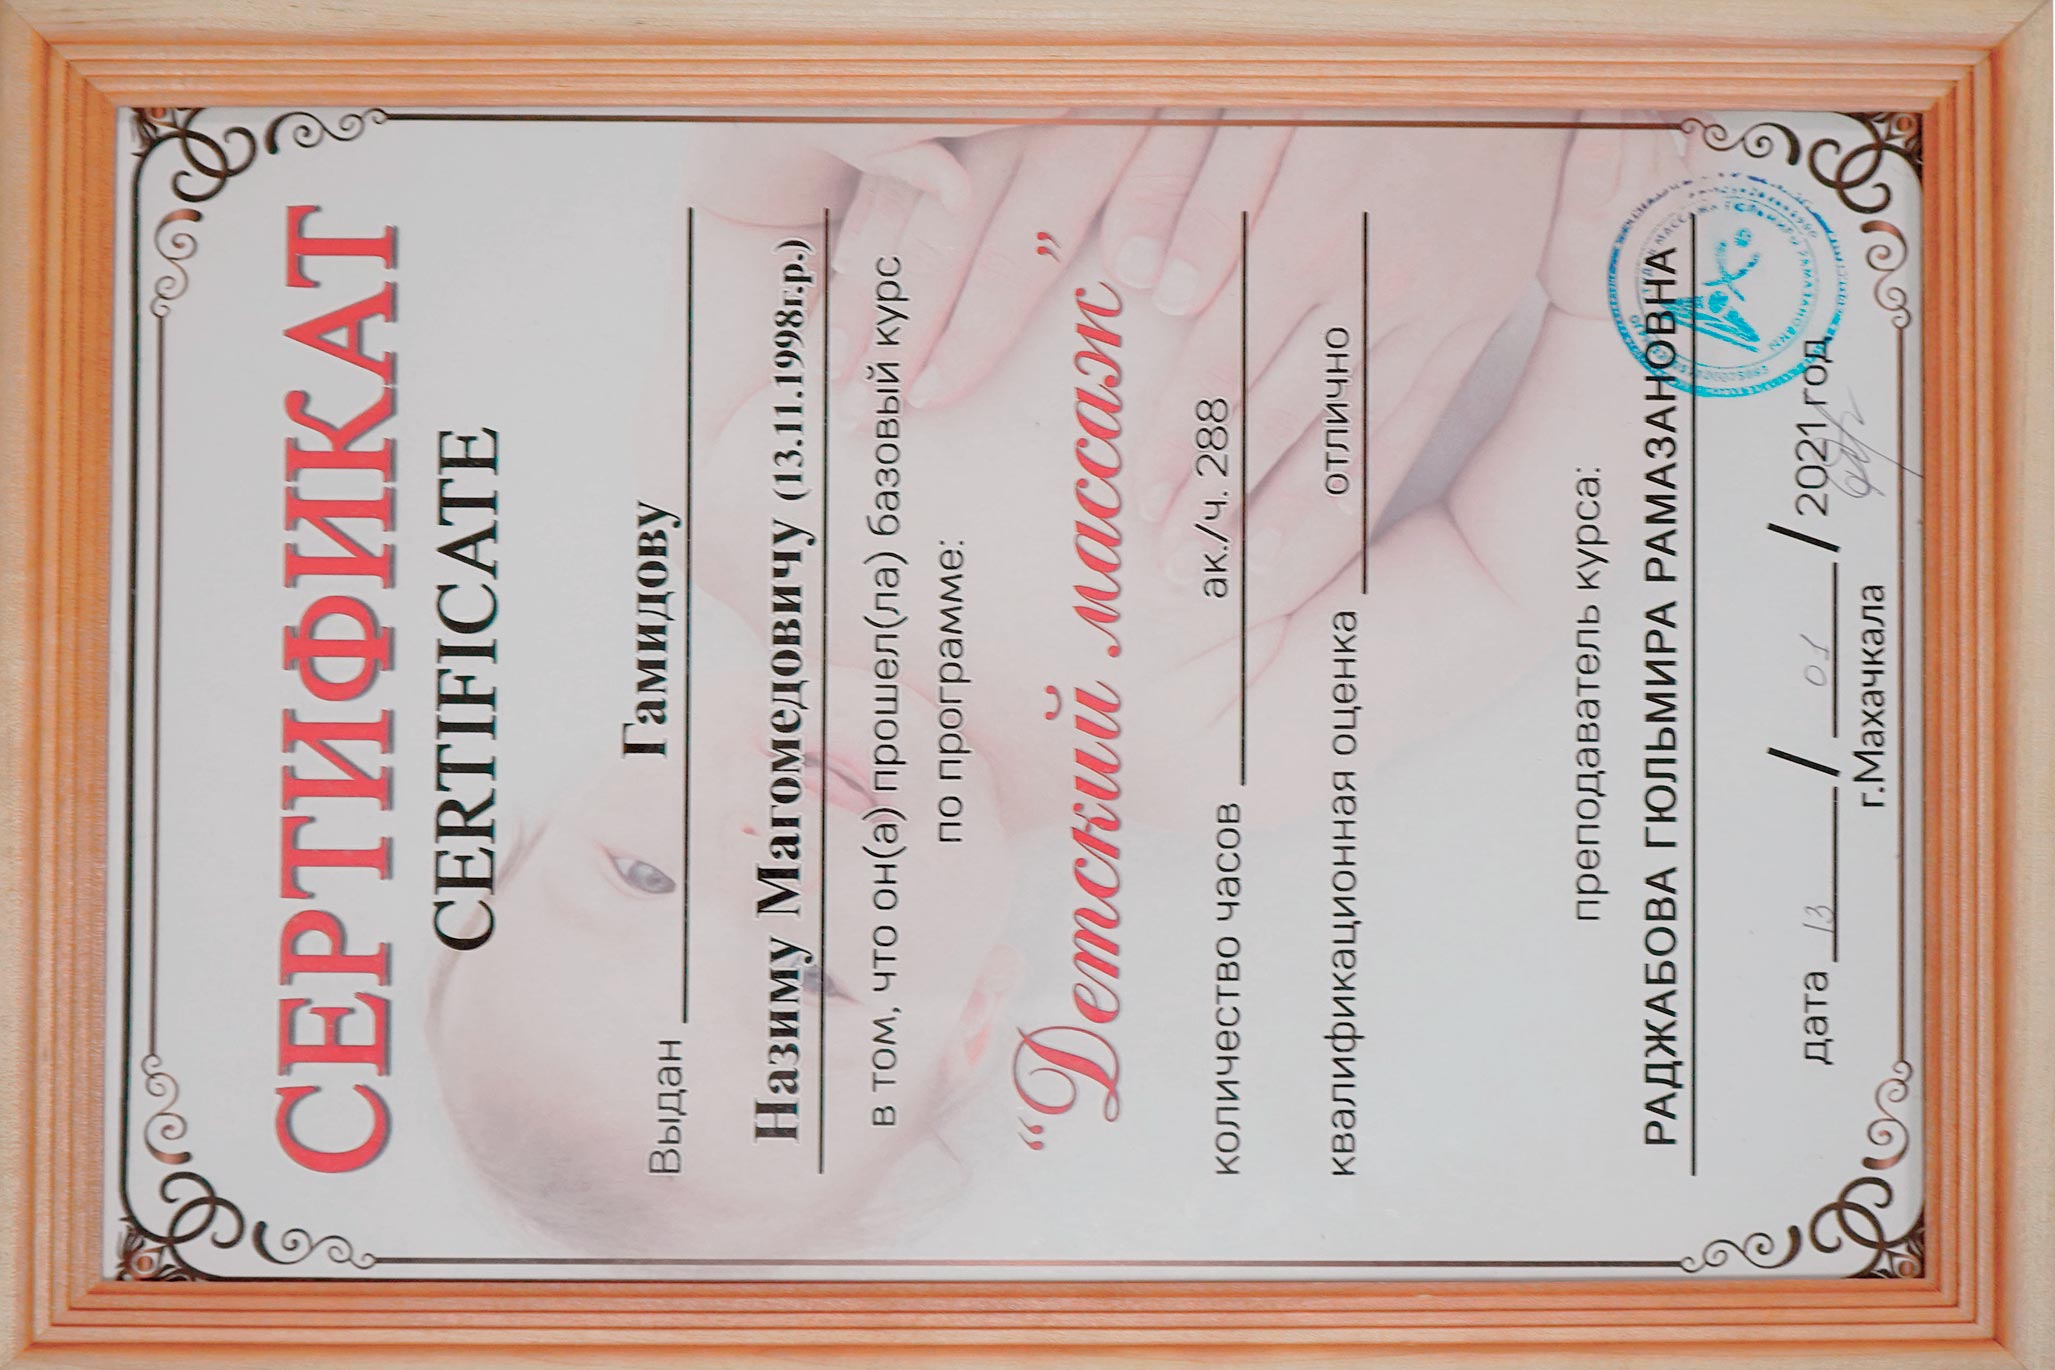 СЕРТИФИКАТ
CERTIFICATE
Выдан Гамидову
Назиму Магомедовичу (13.11.1998г.р.)
в том, что он(а) прошел(ла) базовый курс
по программе:
“Детский массаж”
количество часов ак./ч. 288
квалификационная оценка отлично
преподаватель курса:
РАДЖАБОВА ГЮЛЬМИРА РАМАЗАНОВНА
дата 13 / 01 / 2021 год
г.Махачкала